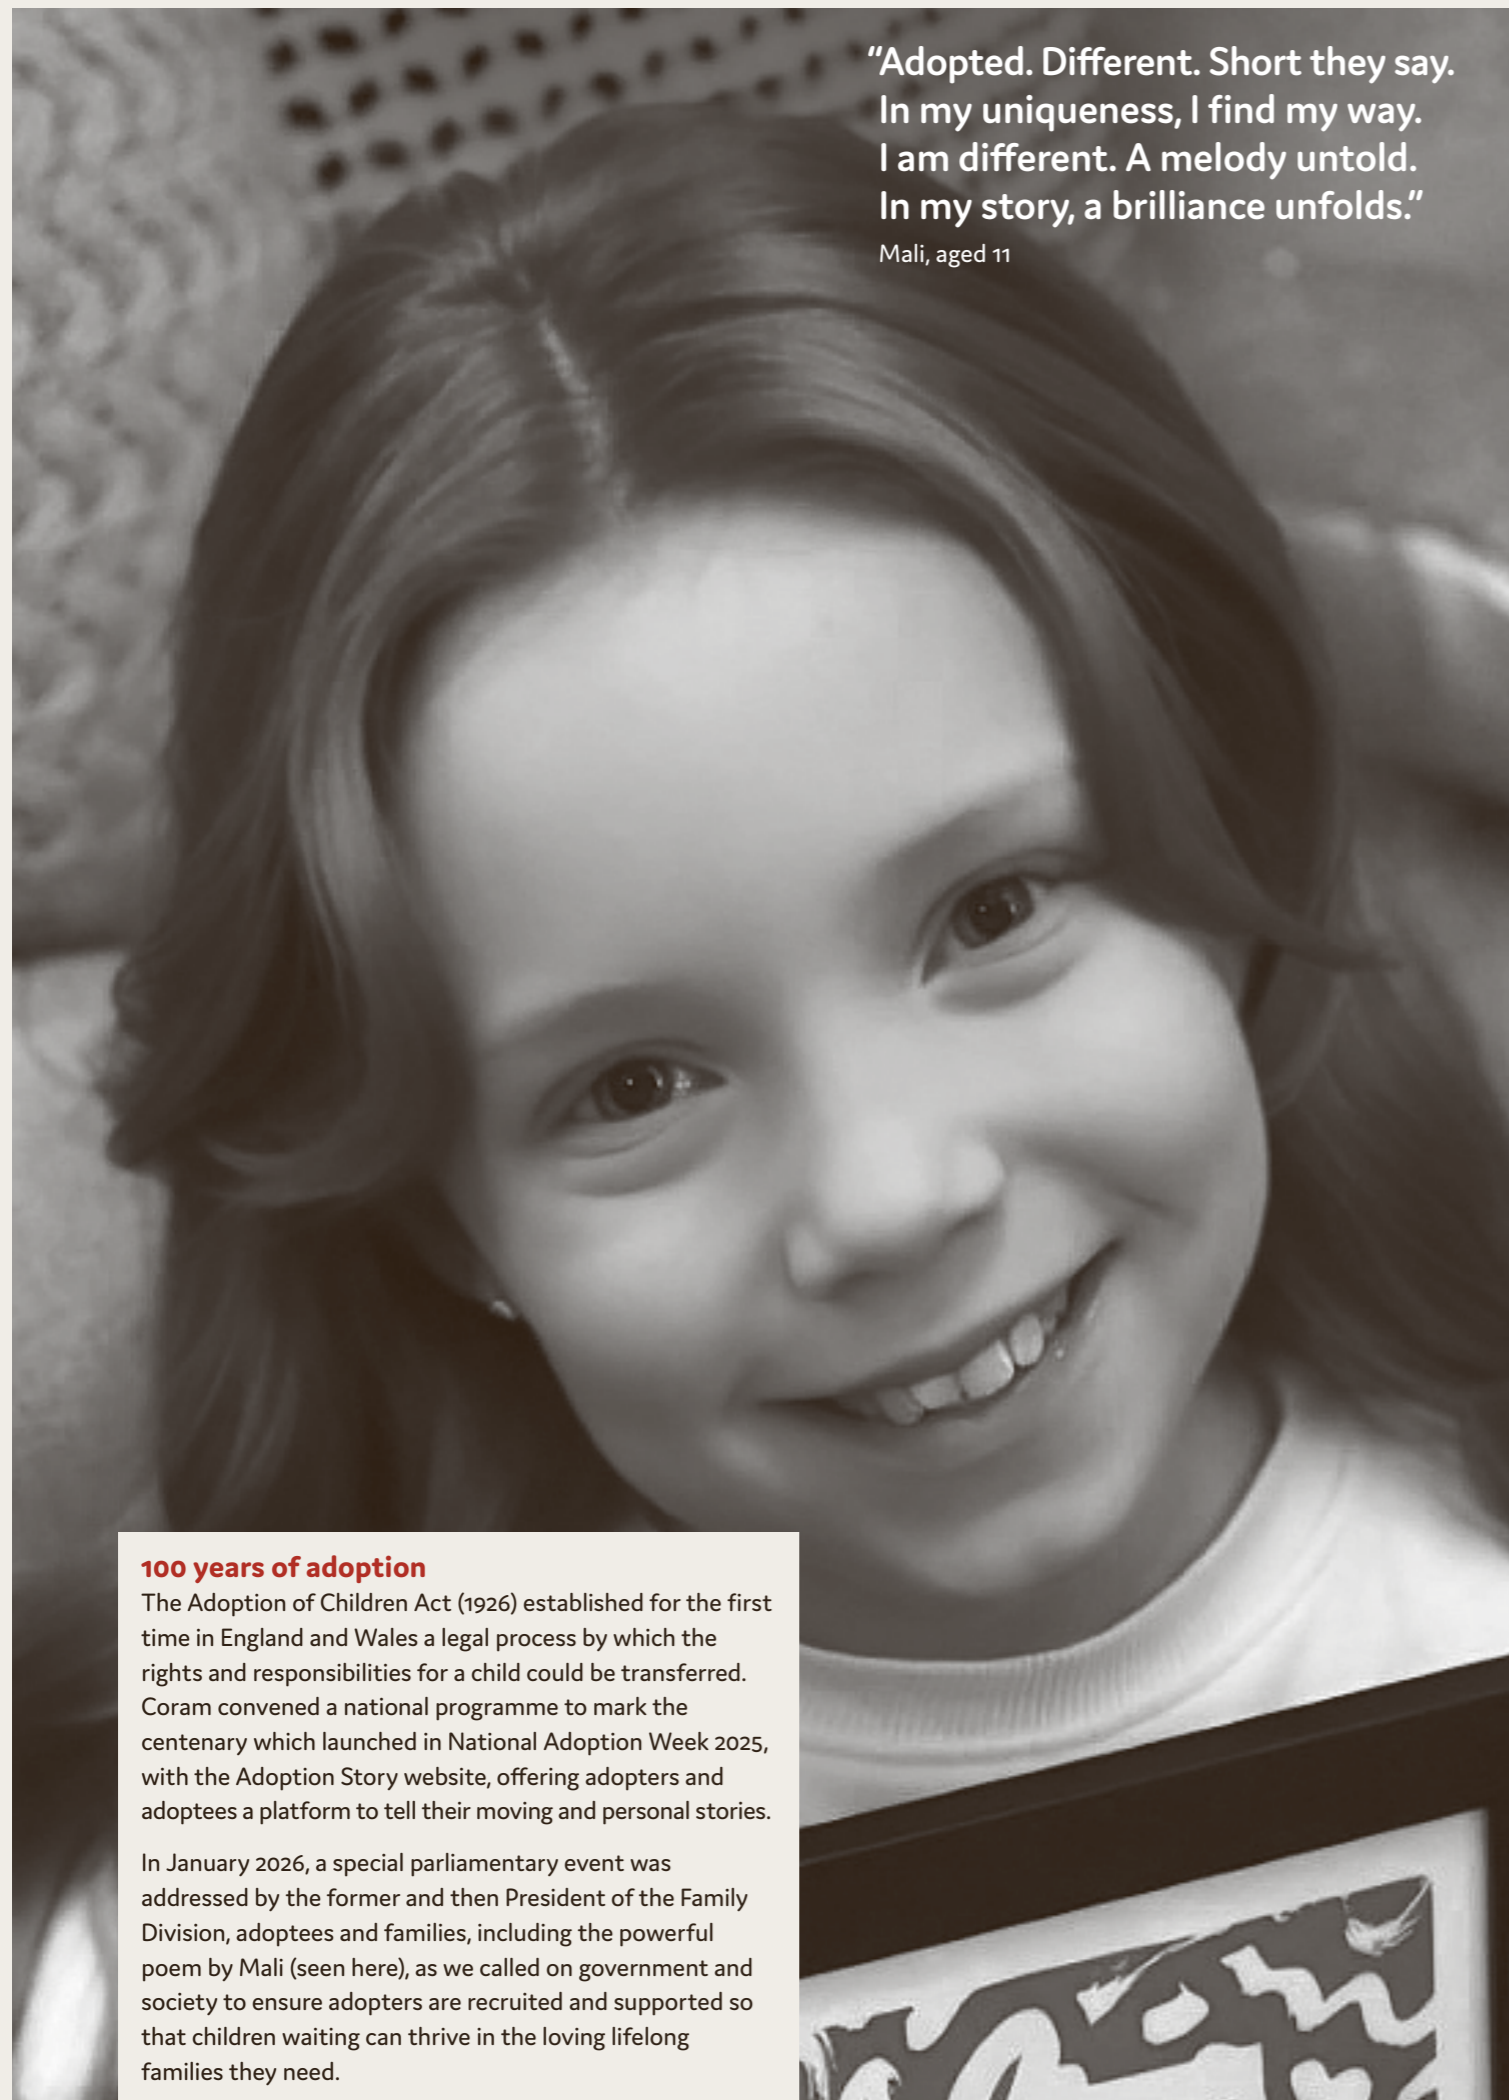 “Adopted. Different. Short they say.
In my uniqueness, I find my way.
I am different. A melody untold.
In my story, a brilliance unfolds.”
Mali, aged 11
100 years of adoption
The Adoption of Children Act (1926) established for the first
time in England and Wales a legal process by which the
rights and responsibilities for a child could be transferred.
Coram convened a national programme to mark the
centenary which launched in National Adoption Week 2025,
with the Adoption Story website, offering adopters and
adoptees a platform to tell their moving and personal stories.
In January 2026, a special parliamentary event was
addressed by the former and then President of the Family
Division, adoptees and families, including the powerful
poem by Mali (seen here), as we called on government and
society to ensure adopters are recruited and supported so
that children waiting can thrive in the loving lifelong
families they need.